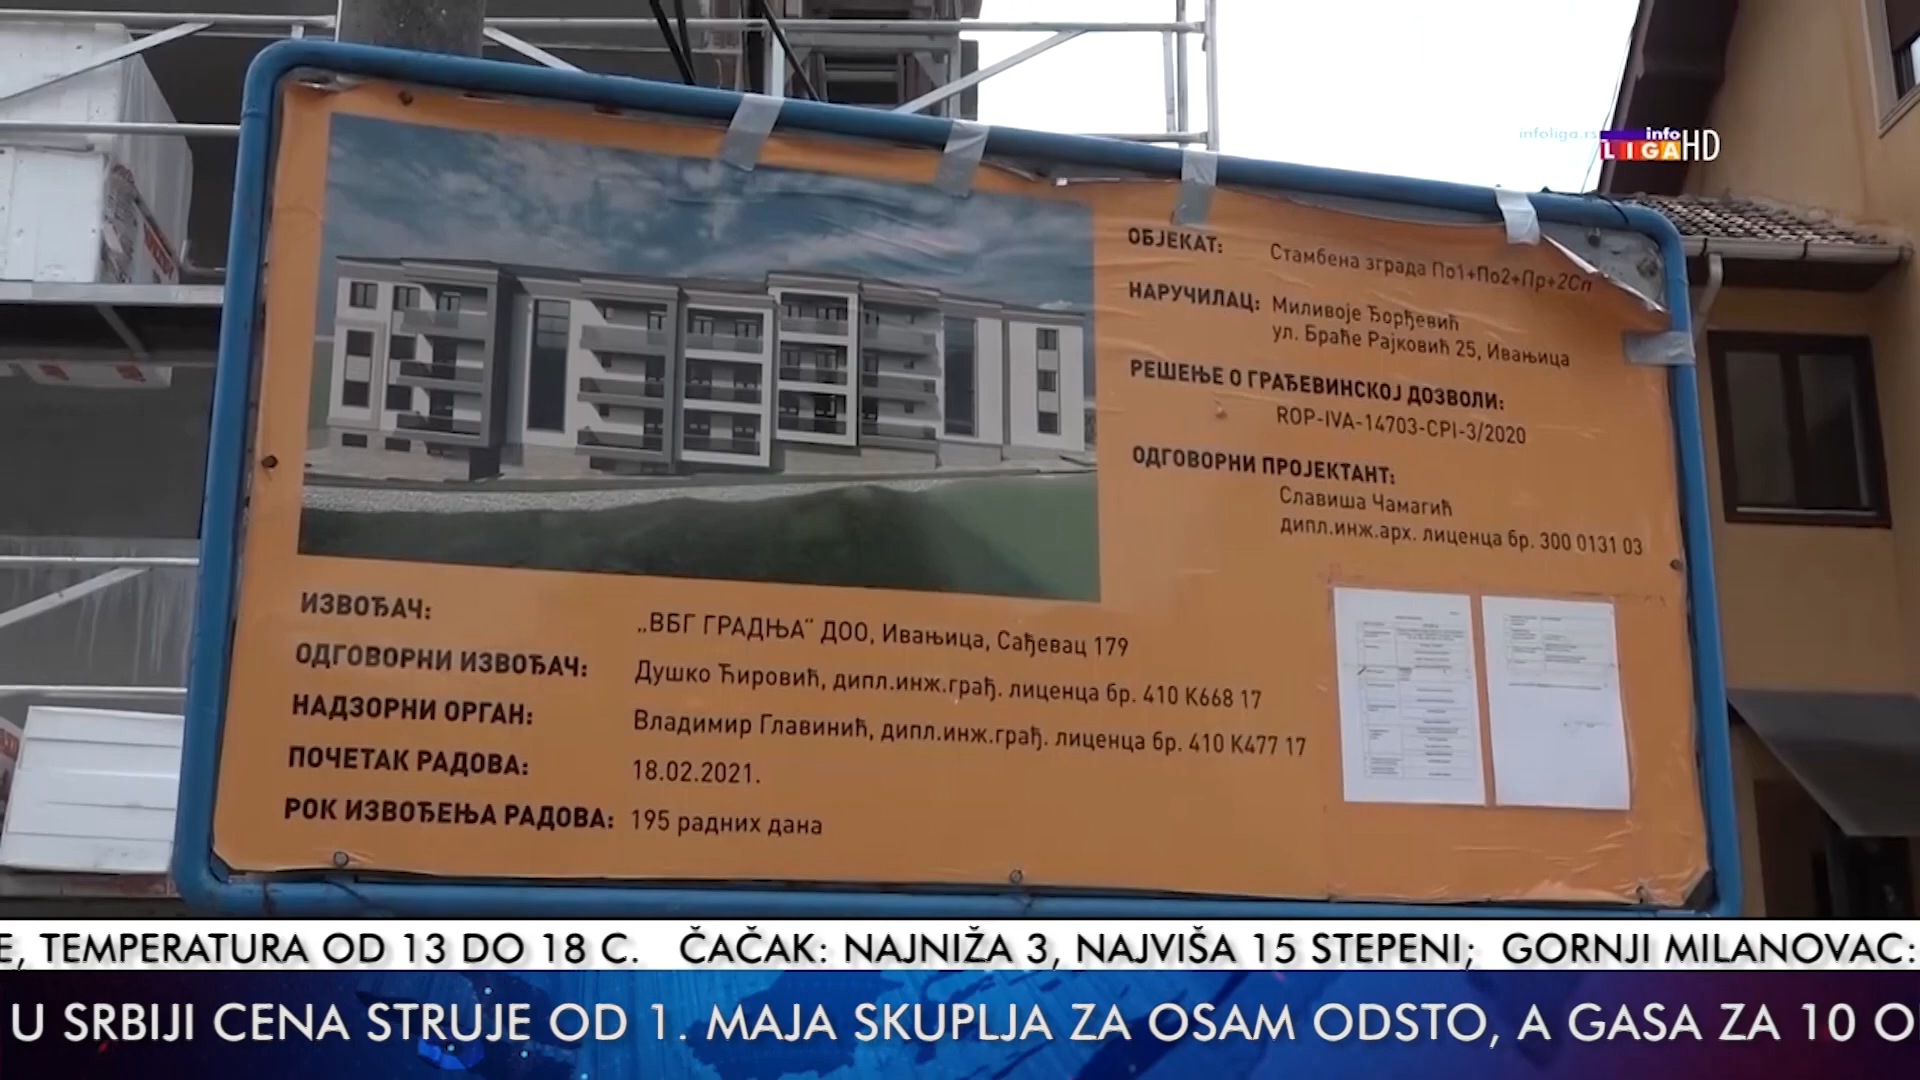 infoliga.rs
info
LIGA HD
ОБЈЕКАТ: Стамбена зграда По1+По2+Пр+2Сп
НАРУЧИЛАЦ: Миливоје Ђорђевић
ул. Браће Рајковић 25, Ивањица
РЕШЕЊЕ О ГРАЂЕВИНСКОЈ ДОЗВОЛИ:
ROP-IVA-14703-CPI-3/2020
ОДГОВОРНИ ПРОЈЕКТАНТ:
Славиша Чамагић
дипл.инж.арх. лиценца бр. 300 0131 03
ИЗВОЂАЧ: „ВБГ ГРАДЊА“ ДОО, Ивањица, Сађевац 179
ОДГОВОРНИ ИЗВОЂАЧ: Душко Ћировић, дипл.инж.грађ. лиценца бр. 410 К668 17
НАДЗОРНИ ОРГАН: Владимир Главинић, дипл.инж.грађ. лиценца бр. 410 К477 17
ПОЧЕТАК РАДОВА: 18.02.2021.
РОК ИЗВОЂЕЊА РАДОВА: 195 радних дана
E, TEMPERATURA OD 13 DO 18 C. ČAČAK: NAJNIŽA 3, NAJVIŠA 15 STEPENI; GORNJI MILANOVAC:
U SRBIJI CENA STRUJE OD 1. MAJA SKUPLJA ZA OSAM ODSTO, A GASA ZA 10 O